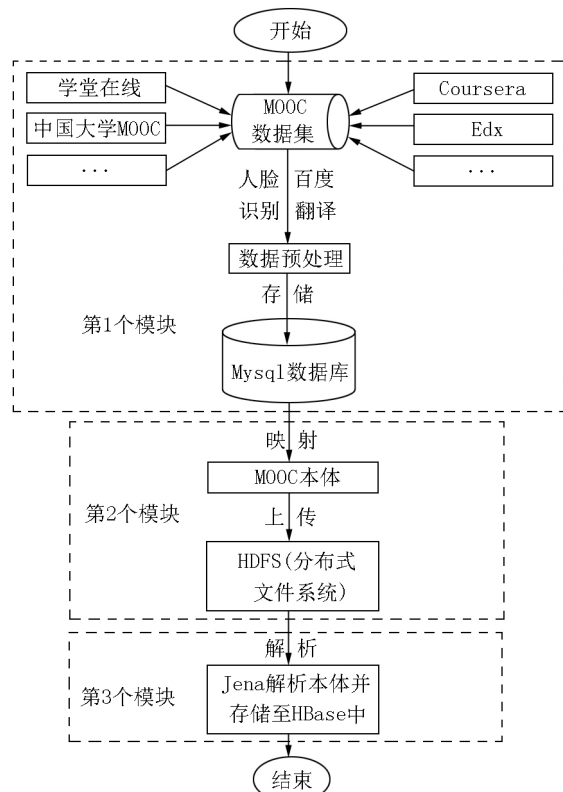 开始
学堂在线
中国大学MOOC
...
MOOC
数据集
Coursera
Edx
...
人脸 百度
识别 翻译
数据预处理
存 储
第1个模块
Mysql数据库
映 射
MOOC本体
第2个模块
上 传
HDFS(分布式
文件系统)
解 析
第3个模块
Jena解析本体并
存储至HBase中
结束